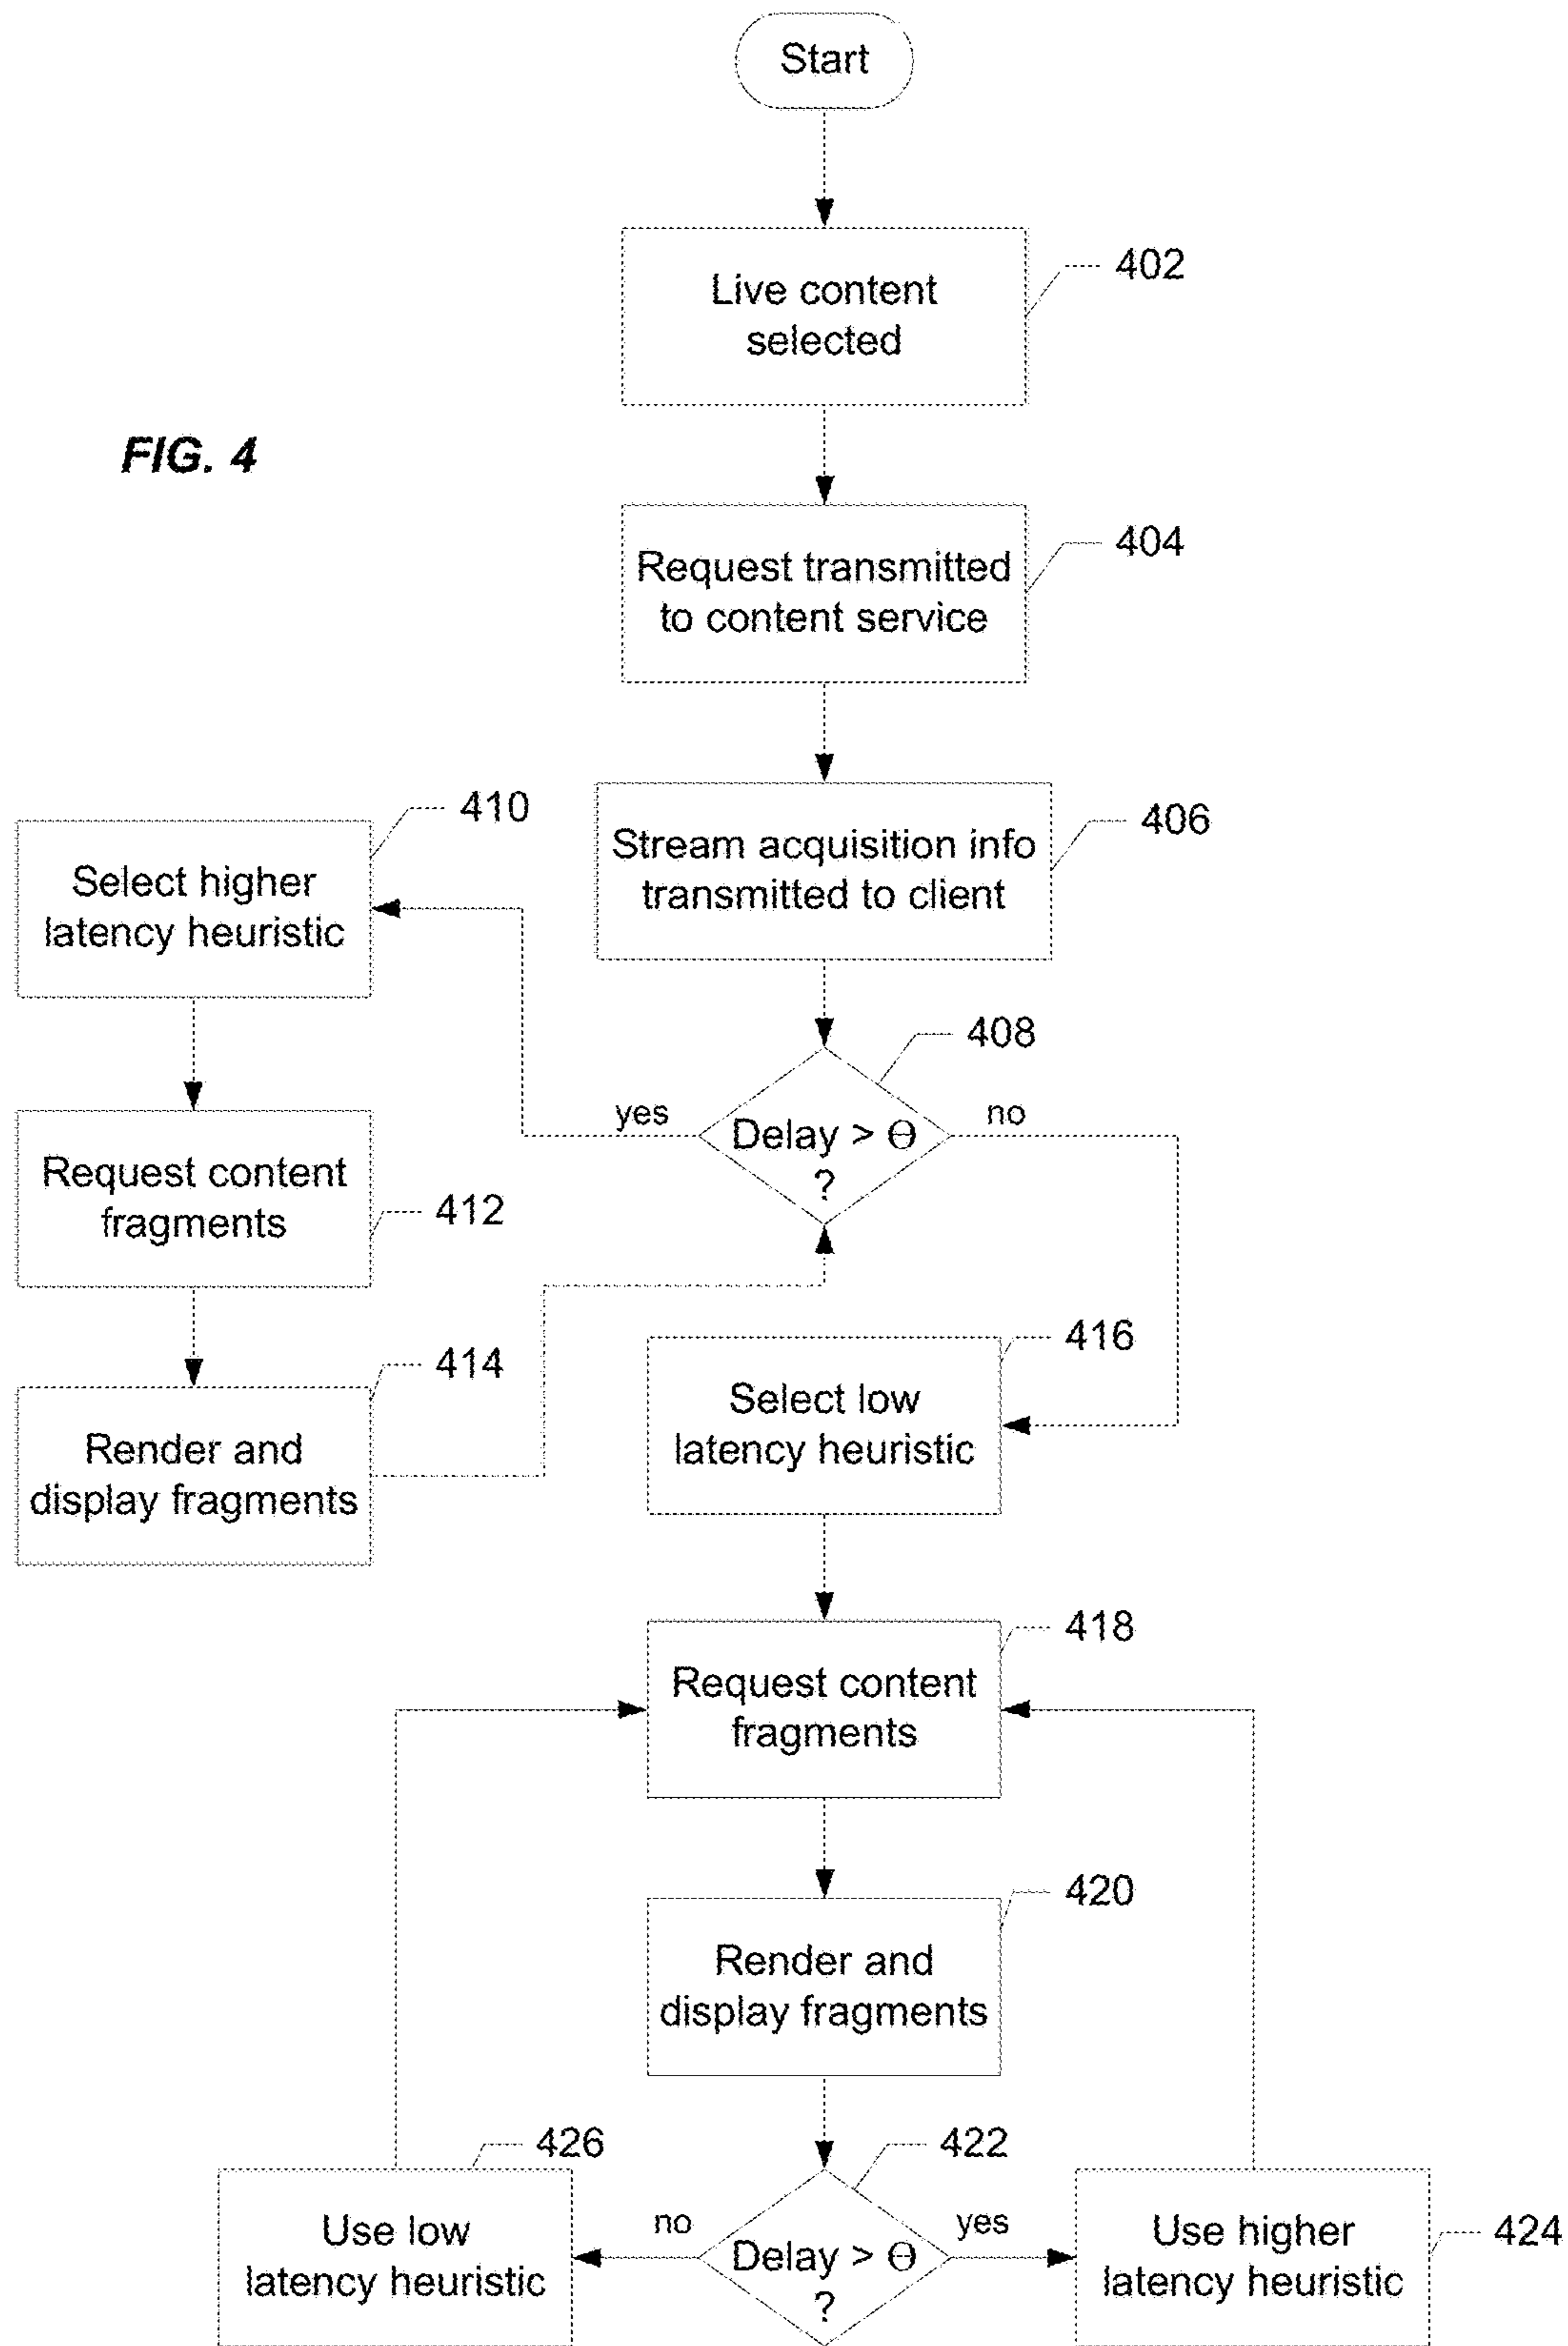 Start
Live content
selected
402
FIG. 4
Request transmitted
to content service
404
Stream acquisition info
transmitted to client
406
410
Select higher
latency heuristic
408
Delay > Θ
?
yes
no
Request content
fragments
412
414
Render and
display fragments
416
Select low
latency heuristic
418
Request content
fragments
420
Render and
display fragments
422
Delay > Θ
?
no
yes
426
Use low
latency heuristic
Use higher
latency heuristic
424